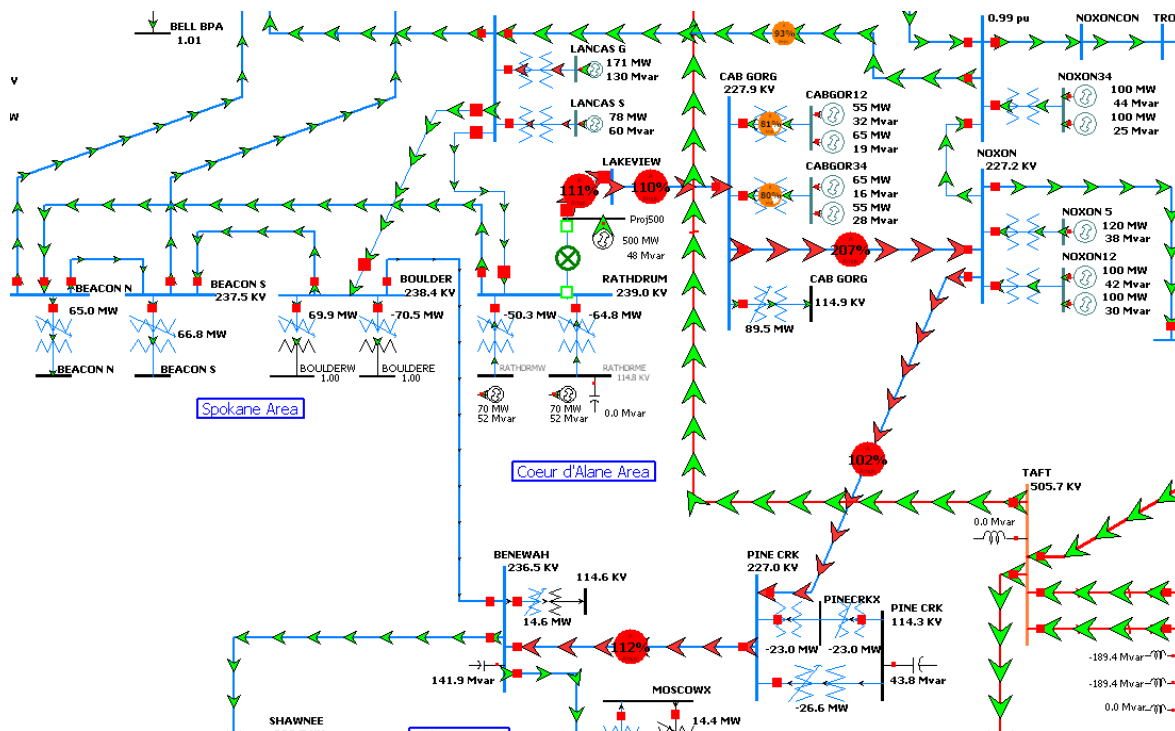 BELL BPA
1.01
V
W
LANCAS G
171 MW
130 Mvar
LANCAS S
78 MW
60 Mvar
93%
0.99 pu
NOXONCON
TRO
CAB GORG
227.9 KV
CABGOR12
55 MW
32 Mvar
65 MW
19 Mvar
81%
NOXON34
100 MW
44 Mvar
100 MW
25 Mvar
LAKEVIEW
111%
110%
CABGOR34
65 MW
16 Mvar
55 MW
28 Mvar
80%
NOXON
227.2 KV
Proj500
500 MW
48 Mvar
207%
NOXON 5
120 MW
38 Mvar
NOXON12
100 MW
42 Mvar
100 MW
30 Mvar
RATHDRUM
239.0 KV
CAB GORG
114.9 KV
89.5 MW
BEACON N
65.0 MW
BEACON S
237.5 KV
66.8 MW
BOULDER
238.4 KV
69.9 MW
-70.5 MW
-50.3 MW
-64.8 MW
BEACON N
BEACON S
BOULDERW
1.00
BOULDERE
1.00
RATHDRMW
RATHDRME
114.8 KV
70 MW
52 Mvar
70 MW
52 Mvar
0.0 Mvar
Spokane Area
Coeur d'Alane Area
102%
TAFT
505.7 KV
0.0 Mvar
BENEWAH
236.5 KV
114.6 KV
14.6 MW
PINE CRK
227.0 KV
PINECRKX
PINE CRK
114.3 KV
-23.0 MW
-23.0 MW
112%
141.9 Mvar
43.8 Mvar
-26.6 MW
-189.4 Mvar
-189.4 Mvar
0.0 Mvar
MOSCOWX
14.4 MW
SHAWNEE